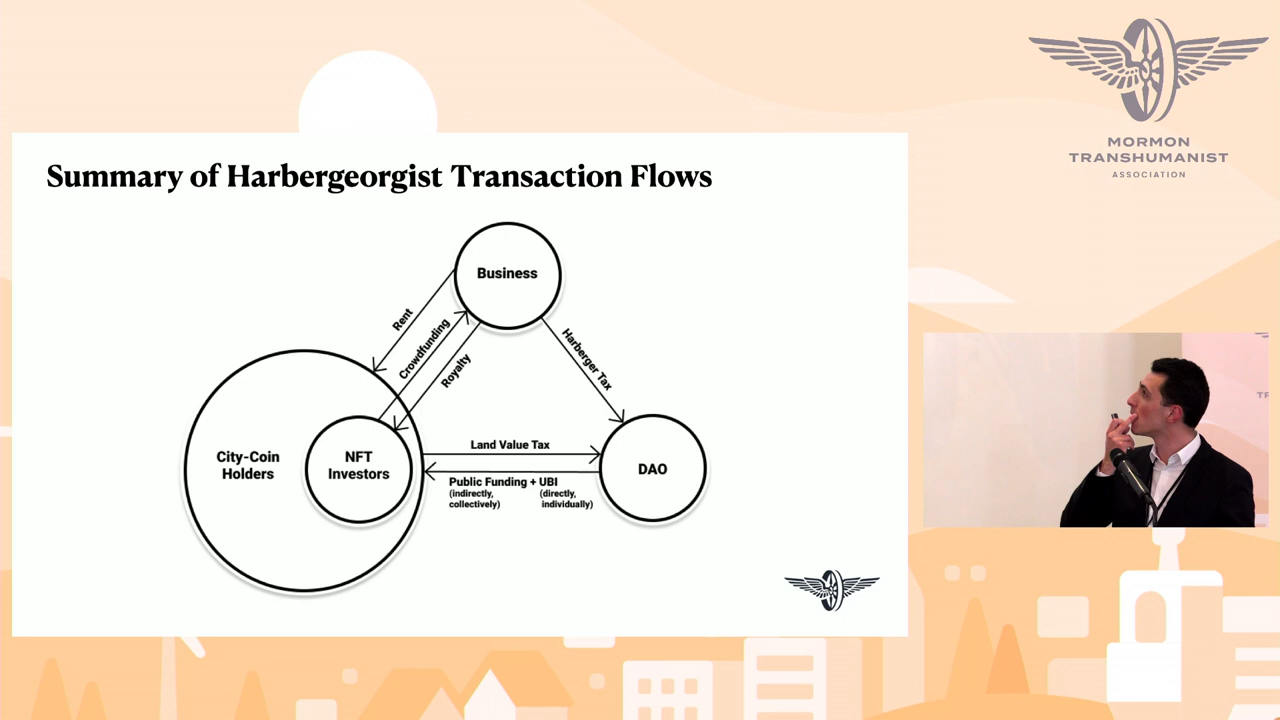 MORMON
TRANSHUMANIST
ASSOCIATION
Summary of Harbergeorgist Transaction Flows
Business
Rent
Crowdfunding
Royalty
Harberger Tax
City-Coin
Holders
NFT
Investors
Land Value Tax
DAO
Public Funding + UBI
(indirectly, (directly,
collectively) individually)